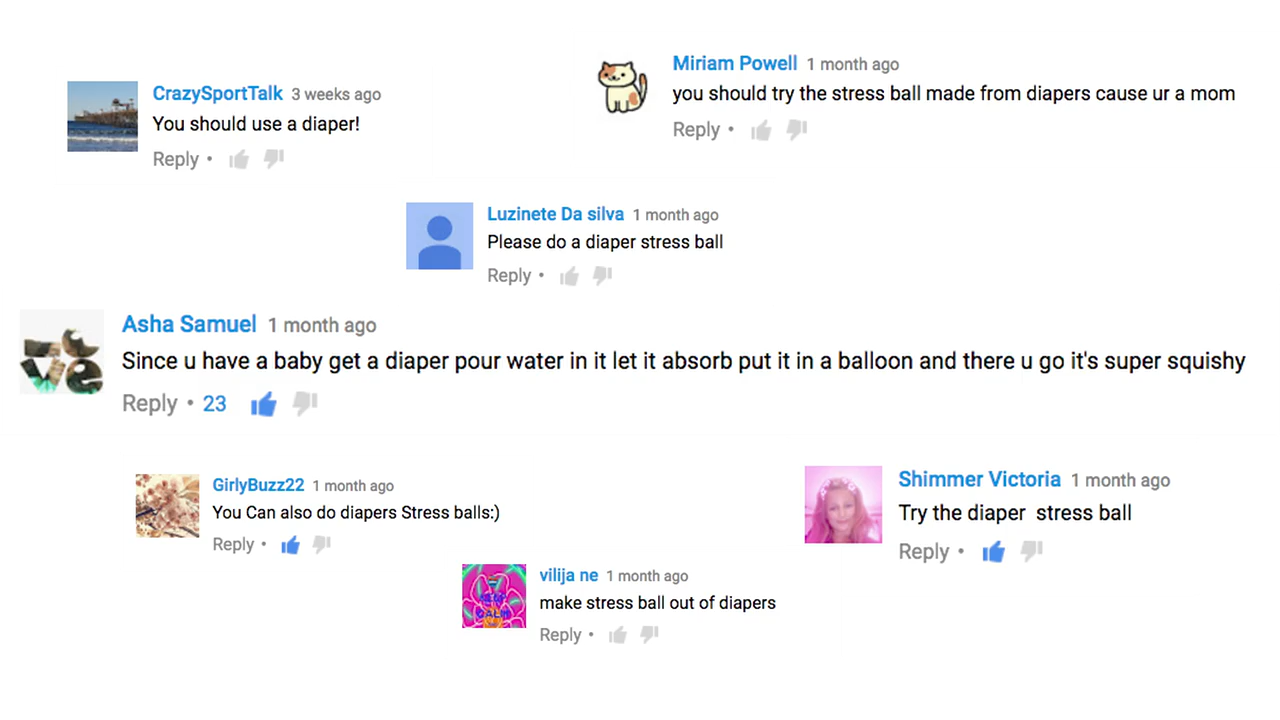 Miriam Powell 1 month ago
you should try the stress ball made from diapers cause ur a mom
Reply •
CrazySportTalk 3 weeks ago
You should use a diaper!
Reply •
Luzinete Da silva 1 month ago
Please do a diaper stress ball
Reply •
Asha Samuel 1 month ago
Since u have a baby get a diaper pour water in it let it absorb put it in a balloon and there u go it's super squishy
Reply • 23
GirlyBuzz22 1 month ago
You Can also do diapers Stress balls:)
Reply •
Shimmer Victoria 1 month ago
Try the diaper  stress ball
Reply •
vilija ne 1 month ago
make stress ball out of diapers
Reply •